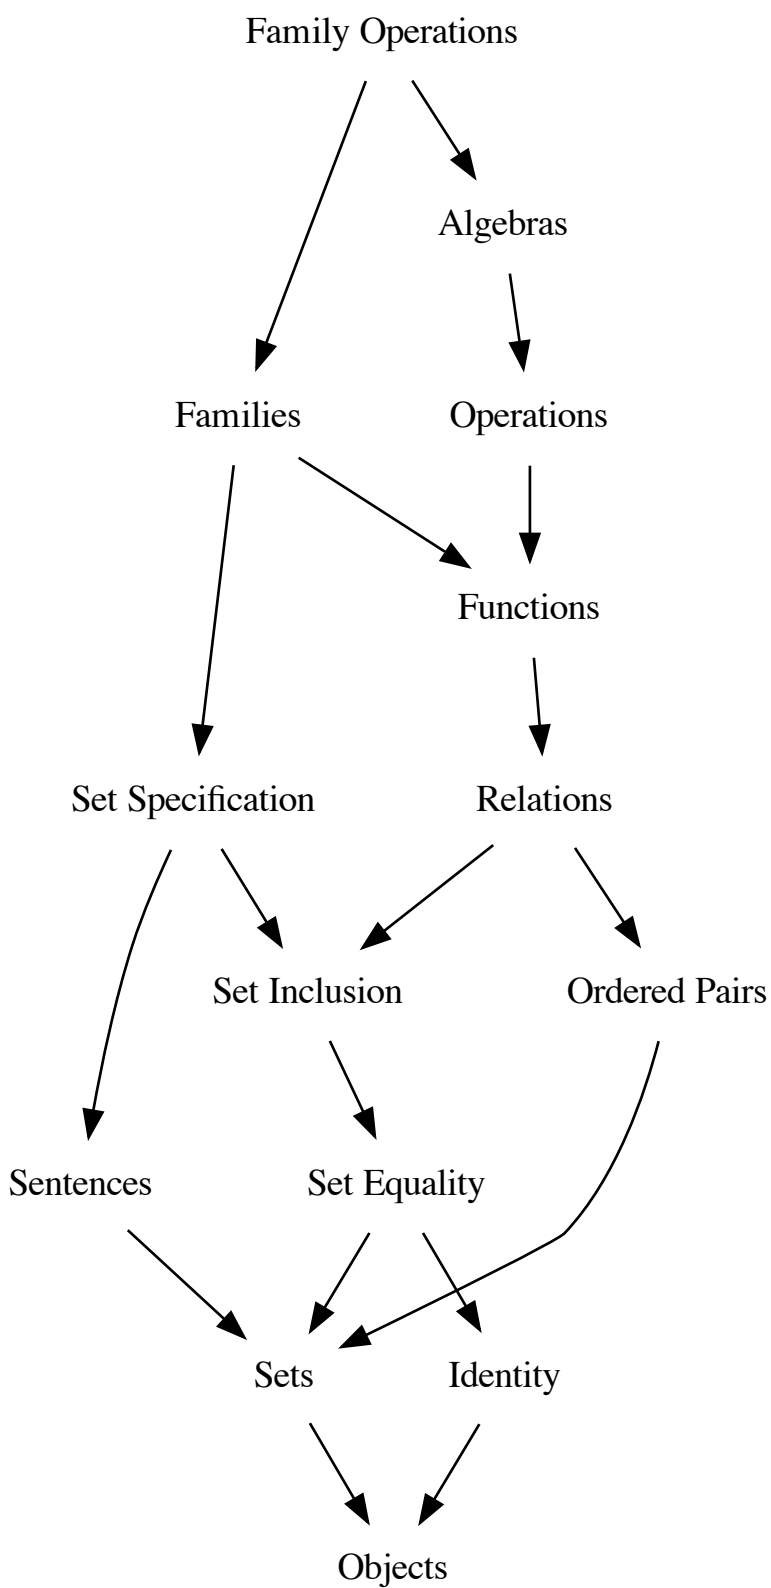 Family Operations
Algebras
Families
Operations
Functions
Set Specification
Relations
Set Inclusion
Ordered Pairs
Sentences
Set Equality
Sets
Identity
Objects